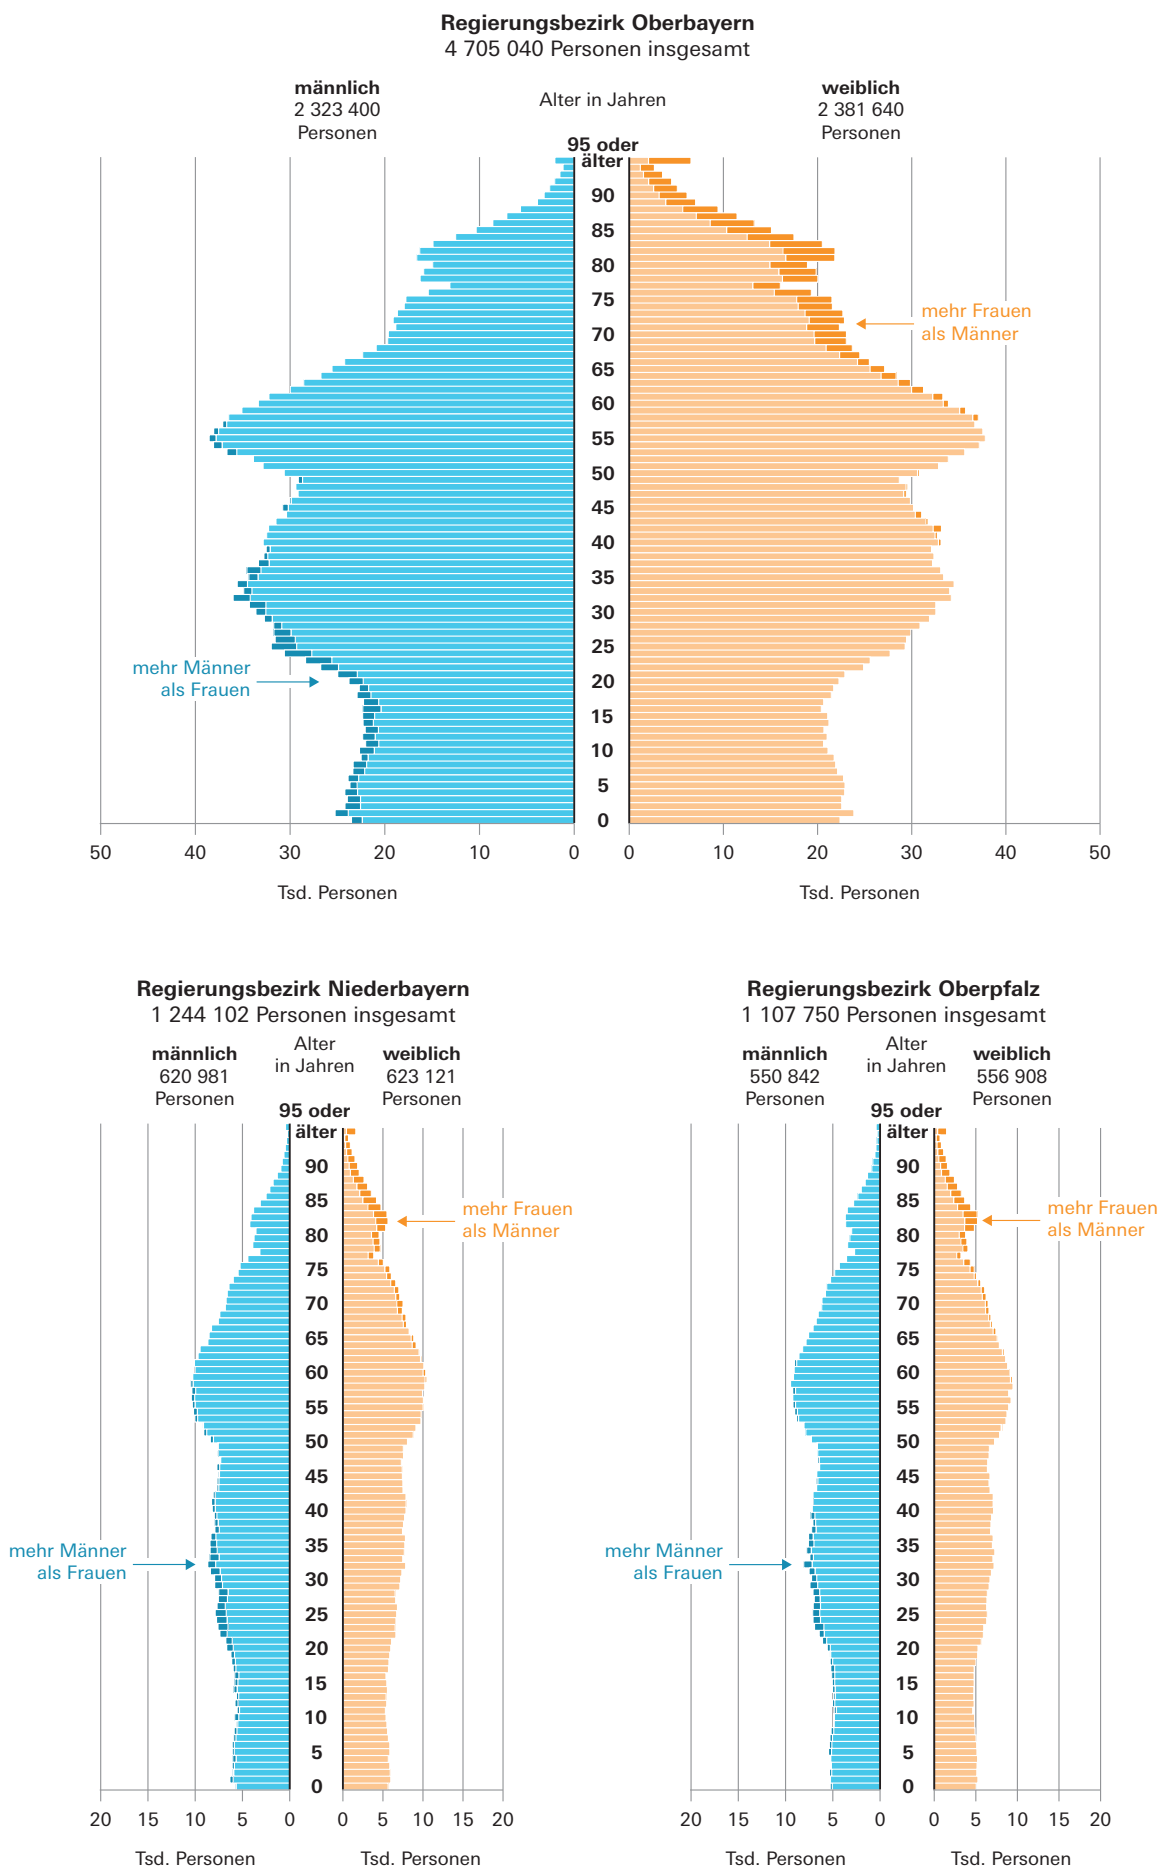 Regierungsbezirk Oberbayern
4 705 040 Personen insgesamt
männlich
2 323 400
Personen
Alter in Jahren
weiblich
2 381 640
Personen
95 oder
älter
90
85
80
75
70
65
60
55
50
45
40
35
30
25
20
15
10
5
0
mehr Frauen
als Männer
mehr Männer
als Frauen
50 40 30 20 10 0 0 10 20 30 40 50
Tsd. Personen Tsd. Personen
Regierungsbezirk Niederbayern
1 244 102 Personen insgesamt
männlich
620 981
Personen
Alter
in Jahren
weiblich
623 121
Personen
95 oder
älter
90
85
80
75
70
65
60
55
50
45
40
35
30
25
20
15
10
5
0
mehr Frauen
als Männer
mehr Männer
als Frauen
20 15 10 5 0 0 5 10 15 20
Tsd. Personen Tsd. Personen
Regierungsbezirk Oberpfalz
1 107 750 Personen insgesamt
männlich
550 842
Personen
Alter
in Jahren
weiblich
556 908
Personen
95 oder
älter
90
85
80
75
70
65
60
55
50
45
40
35
30
25
20
15
10
5
0
mehr Frauen
als Männer
mehr Männer
als Frauen
20 15 10 5 0 0 5 10 15 20
Tsd. Personen Tsd. Personen